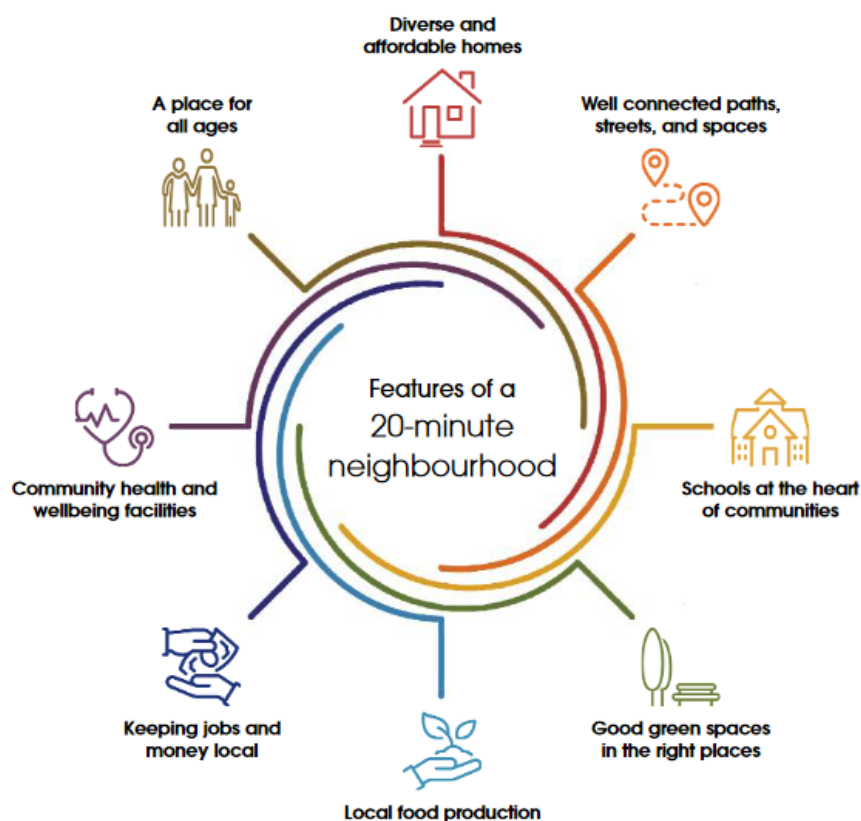 Diverse and
affordable homes
Well connected paths,
streets, and spaces
Schools at the heart
of communities
Good green spaces
in the right places
Local food production
Keeping jobs and
money local
Community health and
wellbeing facilities
A place for
all ages
Features of a
20-minute
neighbourhood